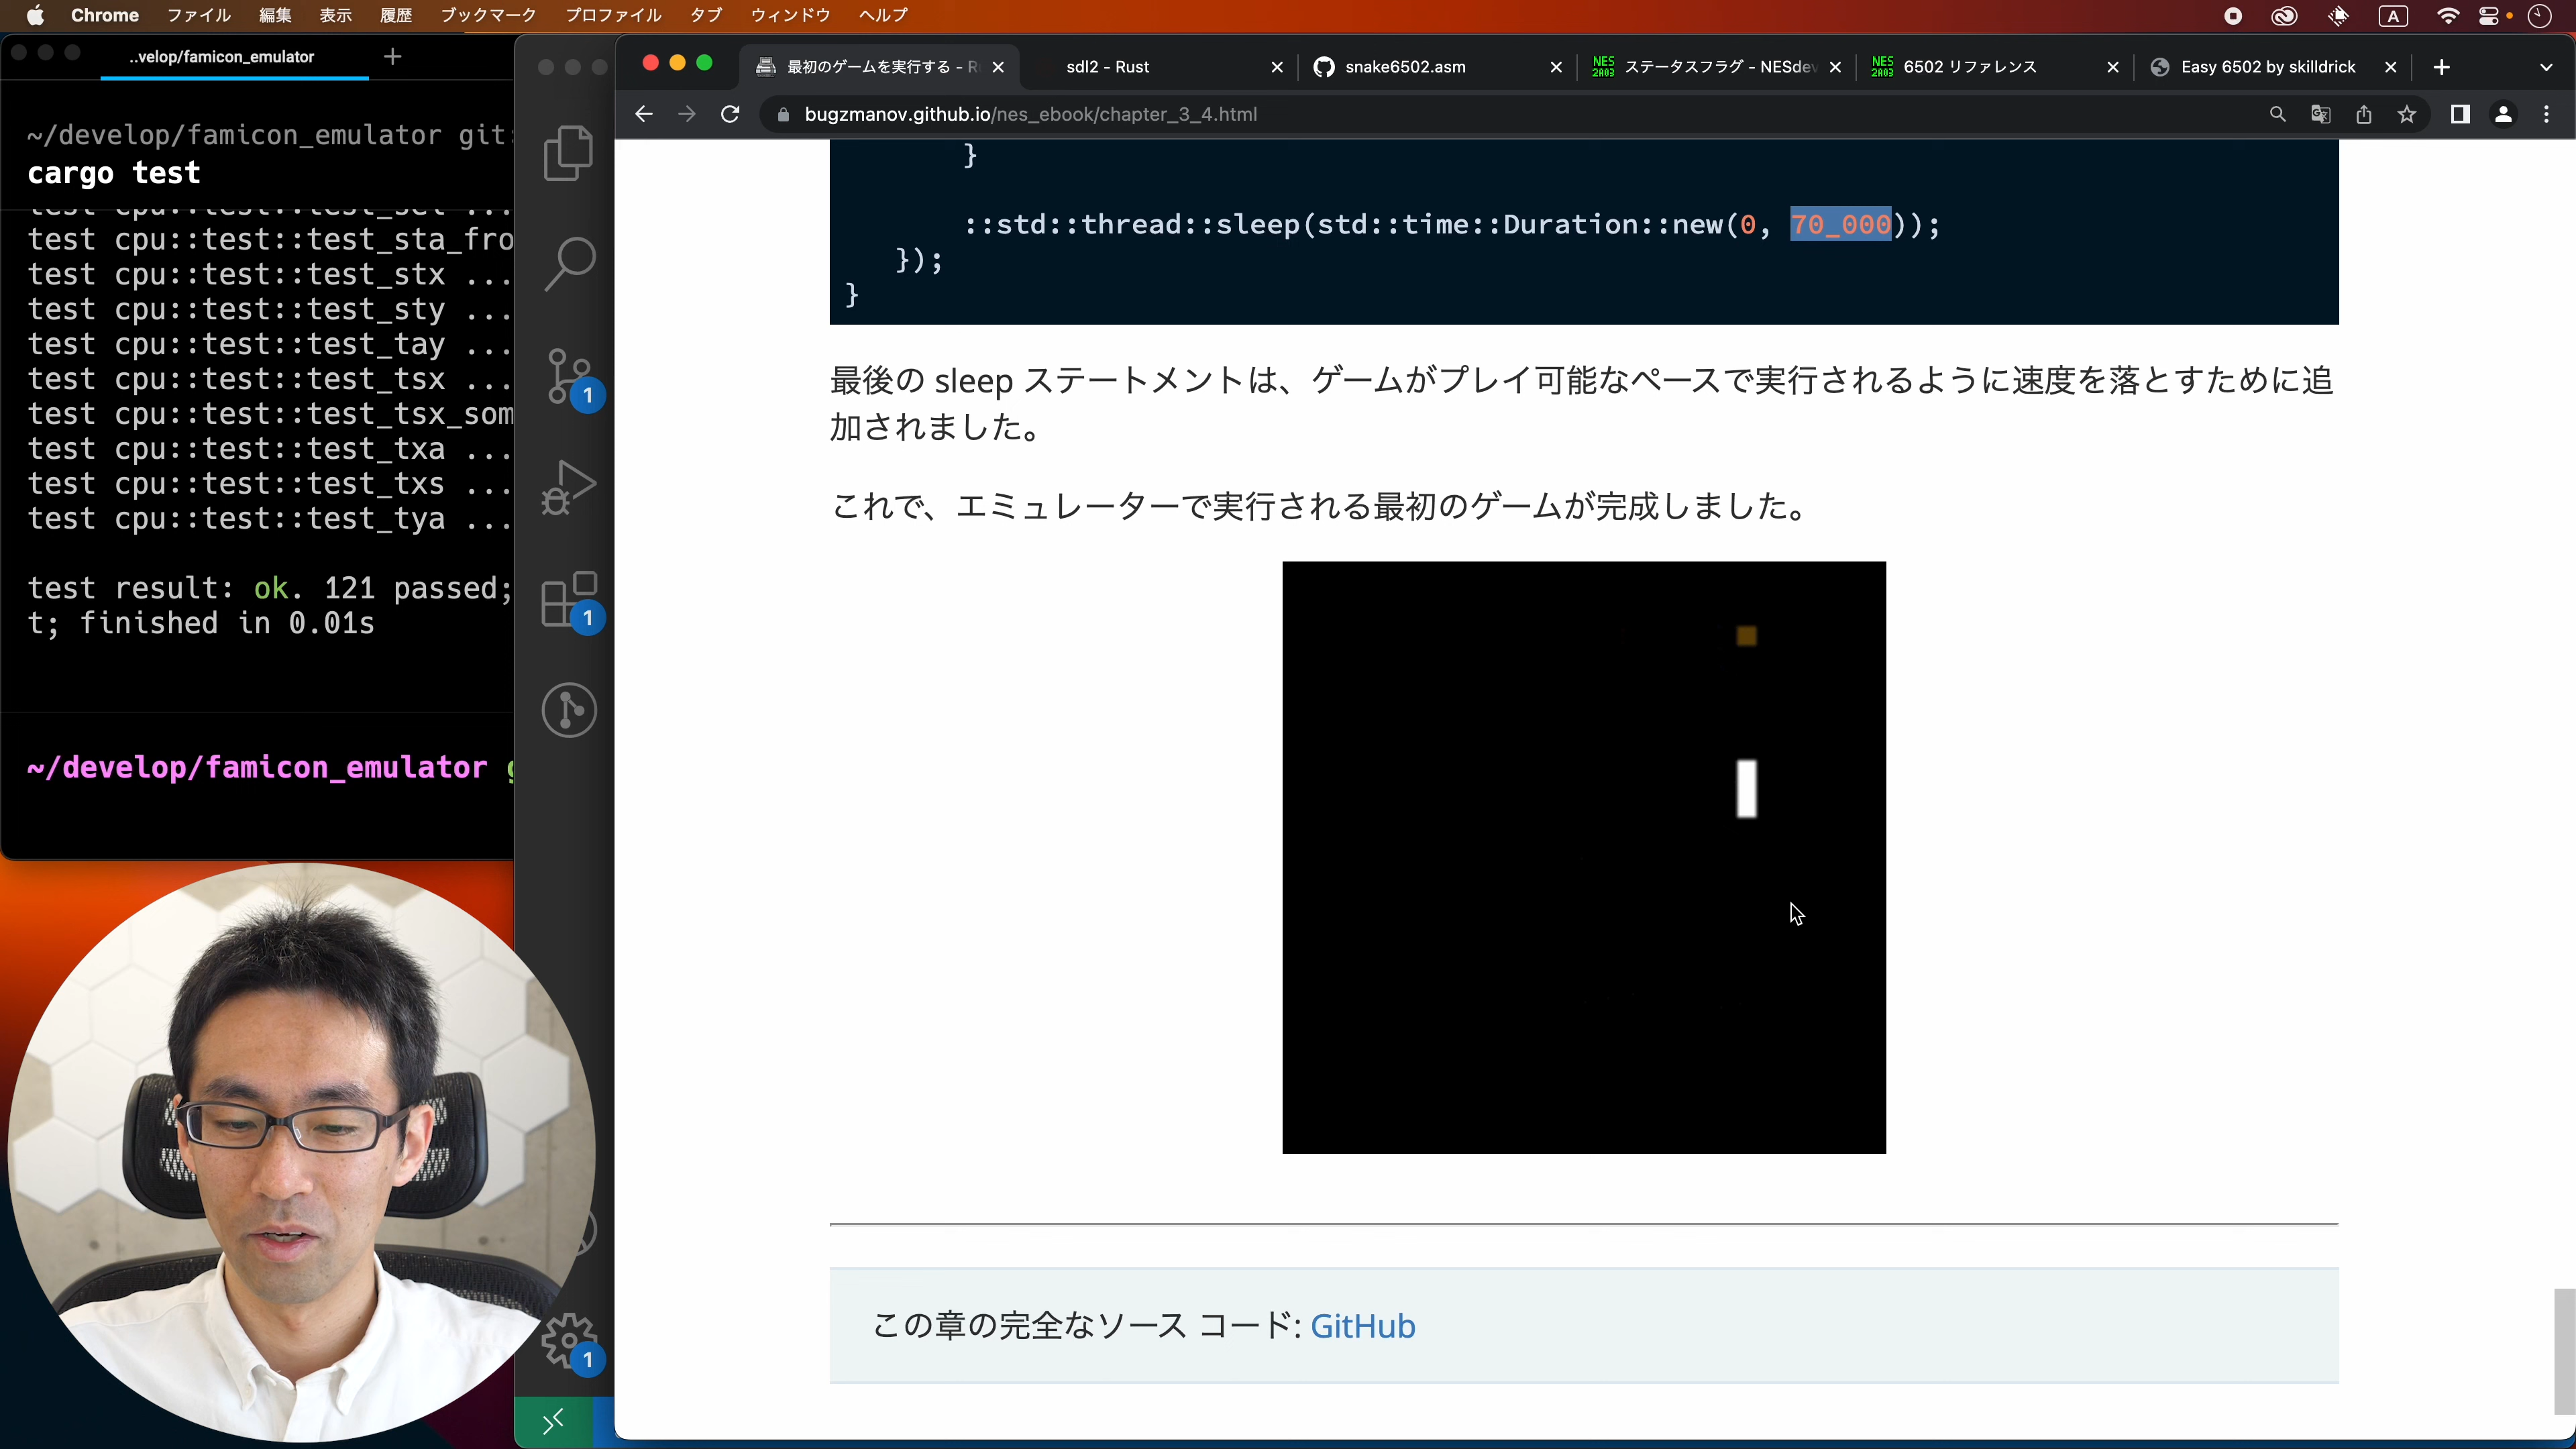 Chrome ファイル 編集 表示 履歴 ブックマーク プロファイル タブ ウィンドウ ヘルプ A
..velop/famicon_emulator
~/develop/famicon_emulator git:
cargo test
test cpu::test::test_sta_fro
test cpu::test::test_stx ...
test cpu::test::test_sty ...
test cpu::test::test_tay ...
test cpu::test::test_tsx ...
test cpu::test::test_tsx_som
test cpu::test::test_txa ...
test cpu::test::test_txs ...
test cpu::test::test_tya ...
test result: ok. 121 passed;
t; finished in 0.01s
~/develop/famicon_emulator g
1
1
1
最初のゲームを実行する - R
sdl2 - Rust
snake6502.asm
NES 2A03 ステータスフラグ - NESdev
NES 2A03 6502 リファレンス
Easy 6502 by skilldrick
bugzmanov.github.io/nes_ebook/chapter_3_4.html
}
::std::thread::sleep(std::time::Duration::new(0, 70_000));
});
}
最後の sleep ステートメントは、ゲームがプレイ可能なペースで実行されるように速度を落とすために追
加されました。
これで、エミュレーターで実行される最初のゲームが完成しました。
この章の完全なソース コード: GitHub